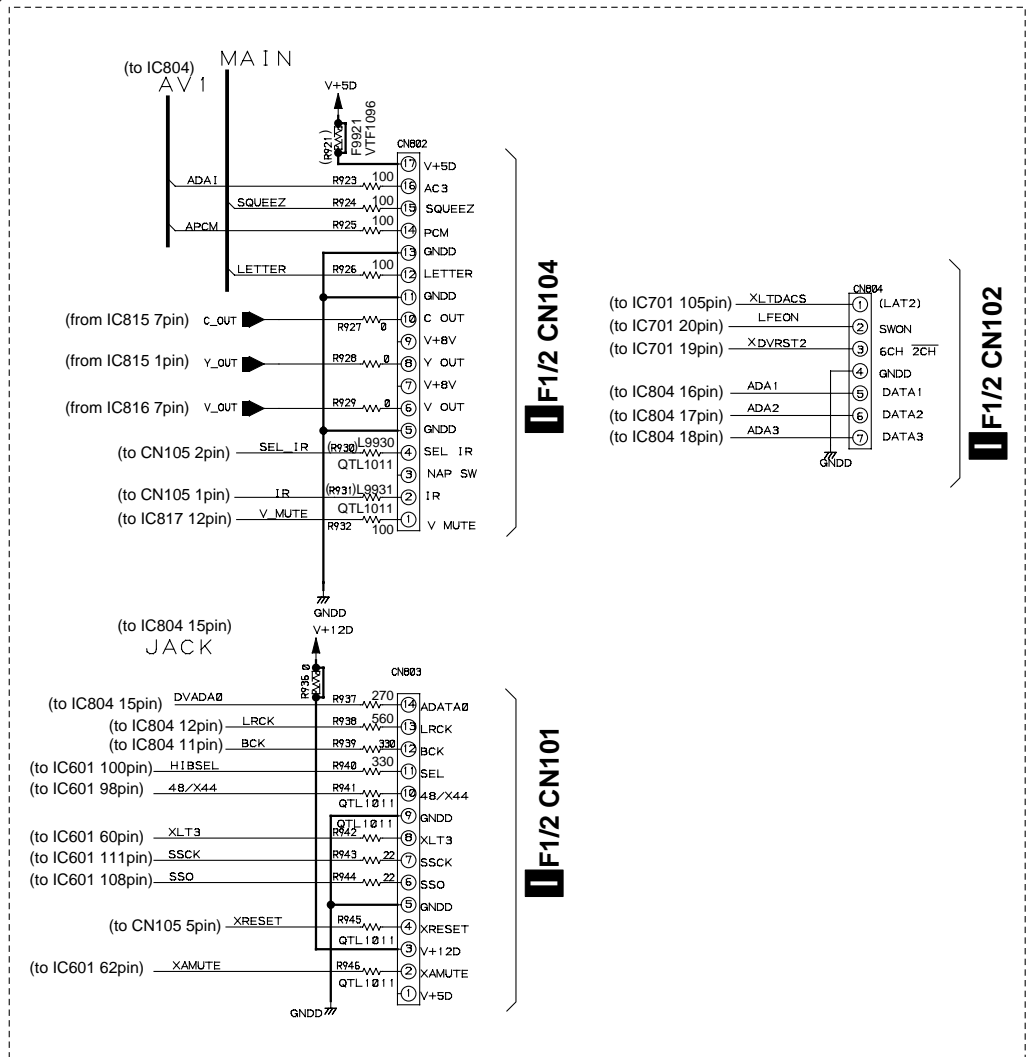 (to IC804) MAIN
AV1
V+5D
(R921) F9921
VTF1096
CN802
17 V+5D
ADA1 R923 100 16 AC3
SQUEEZ R924 100 15 SQUEEZ
APCM R925 100 14 PCM
13 GNDD
LETTER R926 100 12 LETTER
11 GNDD
(from IC815 7pin) C_OUT R927 0 10 C OUT
9 V+8V
(from IC815 1pin) Y_OUT R928 0 8 Y OUT
7 V+8V
(from IC816 7pin) V_OUT R929 0 6 V OUT
5 GNDD
(to CN105 2pin) SEL_IR (R930) L9930 4 SEL IR
QTL1011 3 NAP SW
(to CN105 1pin) IR (R931) L9931 2 IR
QTL1011
(to IC817 12pin) V_MUTE R932 100 1 V MUTE
GNDD
I F1/2 CN104
CN804
(to IC701 105pin) XLTDACS 1 (LAT2)
(to IC701 20pin) LFEON 2 SWON
(to IC701 19pin) XDVRST2 3 6CH 2CH
4 GNDD
(to IC804 16pin) ADA1 5 DATA1
(to IC804 17pin) ADA2 6 DATA2
(to IC804 18pin) ADA3 7 DATA3
GNDD
I F1/2 CN102
(to IC804 15pin) V+12D
JACK
R936 0
CN803
(to IC804 15pin) DVADA0 R937 270 14 ADATA0
(to IC804 12pin) LRCK R938 560 13 LRCK
(to IC804 11pin) BCK R939 330 12 BCK
(to IC601 100pin) HIBSEL R940 330 11 SEL
(to IC601 98pin) 48/X44 R941 10 48/X44
QTL1011
9 GNDD
QTL1011
(to IC601 60pin) XLT3 R942 8 XLT3
(to IC601 111pin) SSCK R943 22 7 SSCK
(to IC601 108pin) SSO R944 22 6 SSO
5 GNDD
(to CN105 5pin) XRESET R945 4 XRESET
QTL1011 3 V+12D
(to IC601 62pin) XAMUTE R946 2 XAMUTE
QTL1011 1 V+5D
GNDD
I F1/2 CN101